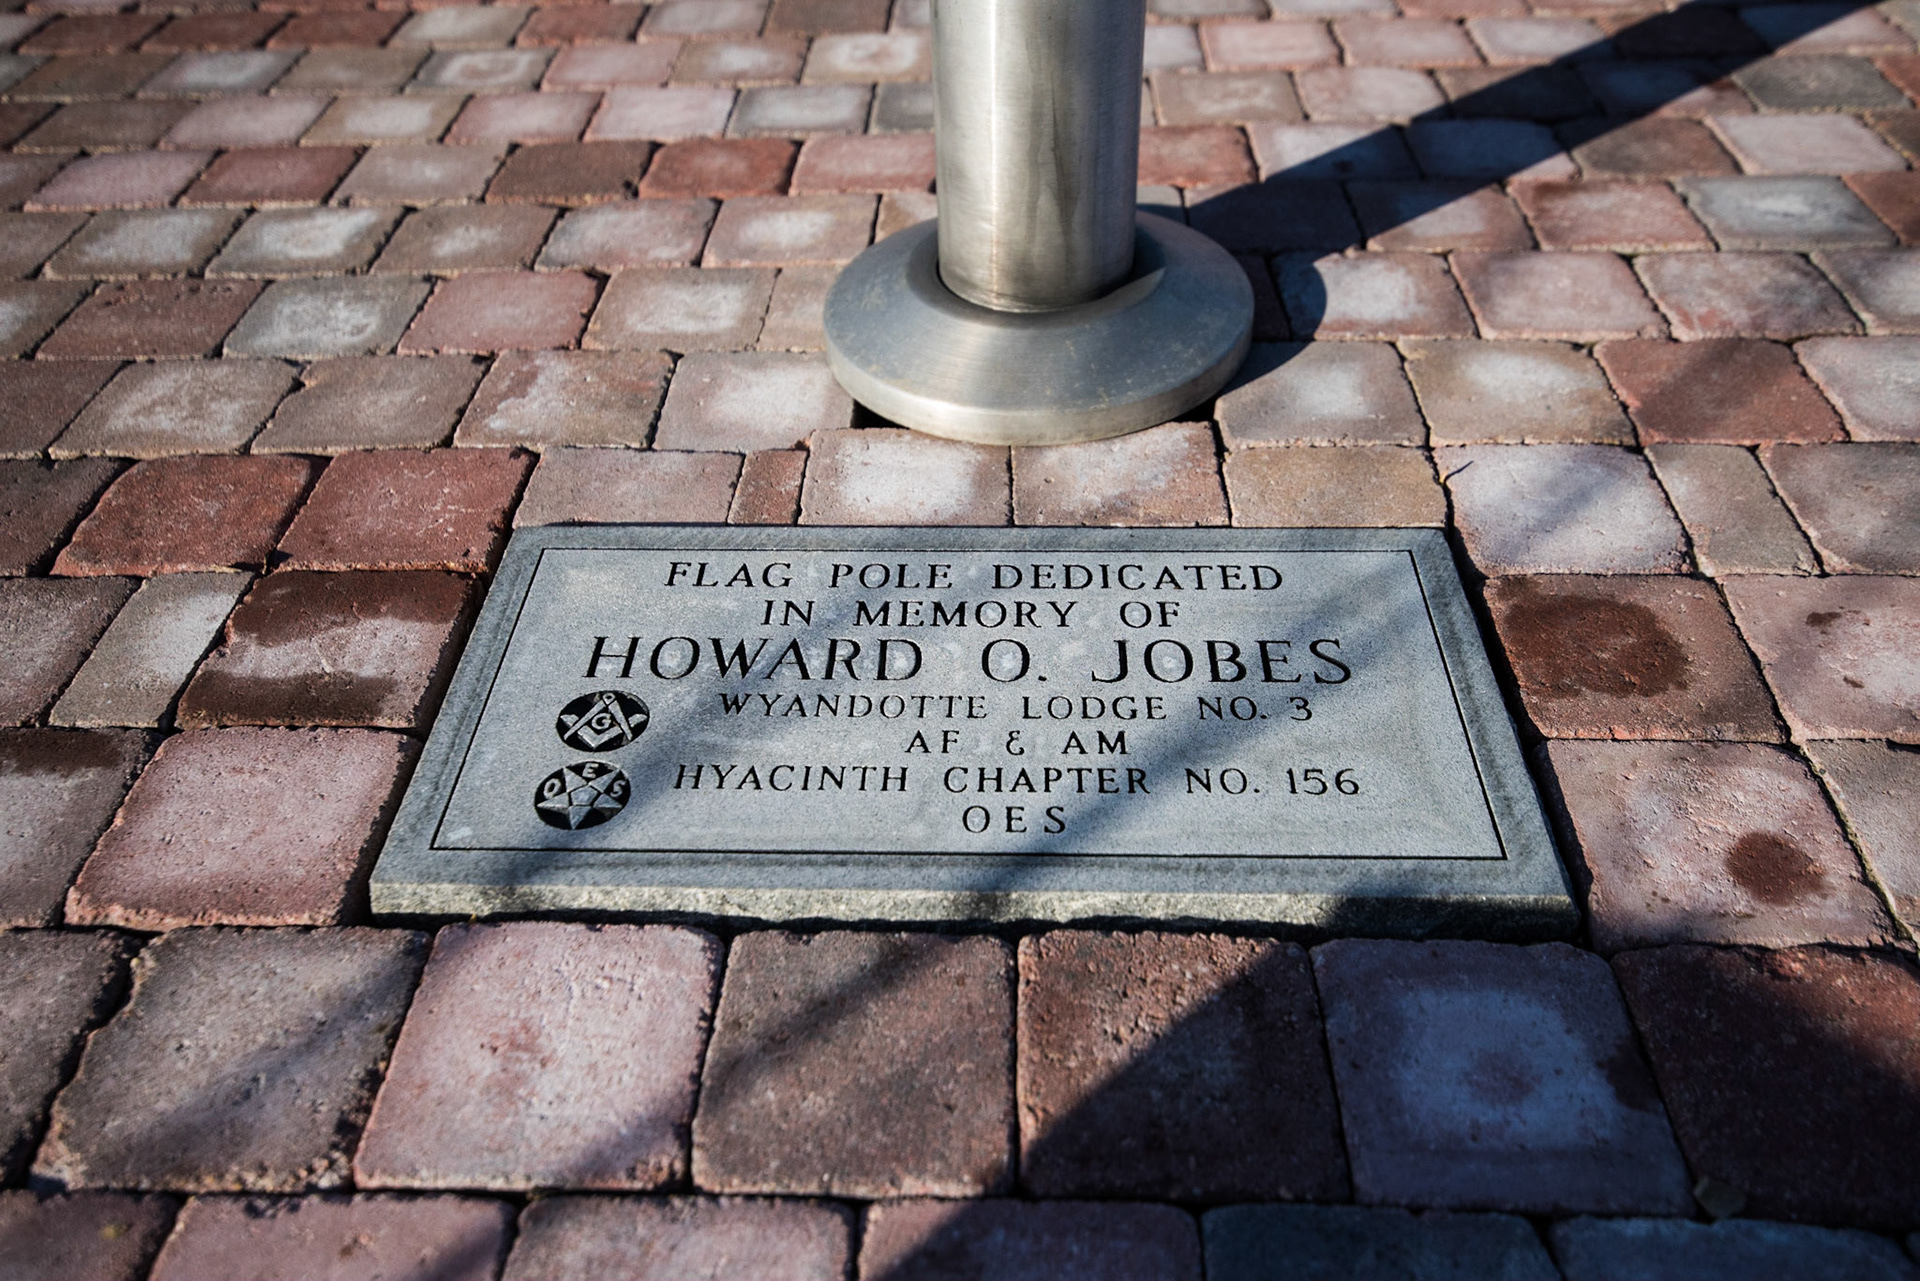 FLAG POLE DEDICATED
IN MEMORY OF
HOWARD O. JOBES
G
WYANDOTTE LODGE NO. 3
AF & AM
OES
HYACINTH CHAPTER NO. 156
OES